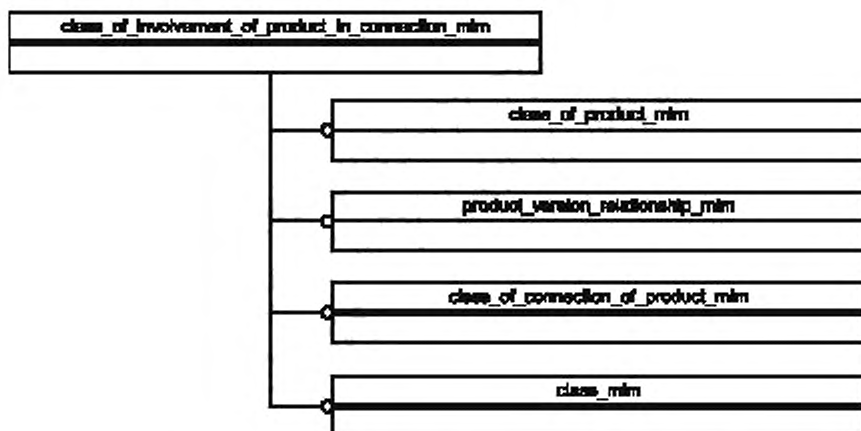 class_of_involvement_of_product_in_connection_mim
class_of_product_mim
product_version_relationship_mim
class_of_connection_of_product_mim
class_mim